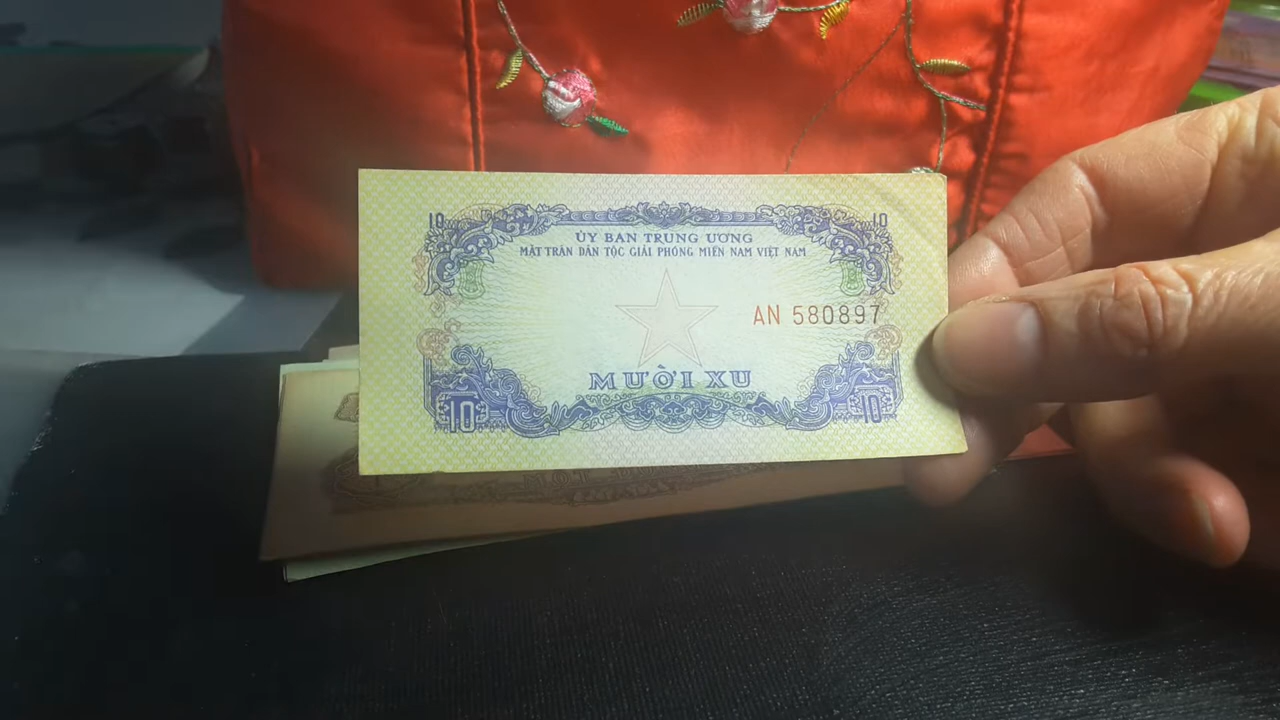 10 10
ỦY BAN TRUNG ƯƠNG
MẶT TRẬN DÂN TỘC GIẢI PHÓNG MIỀN NAM VIỆT NAM
AN 580897
MƯỜI XU
10 10